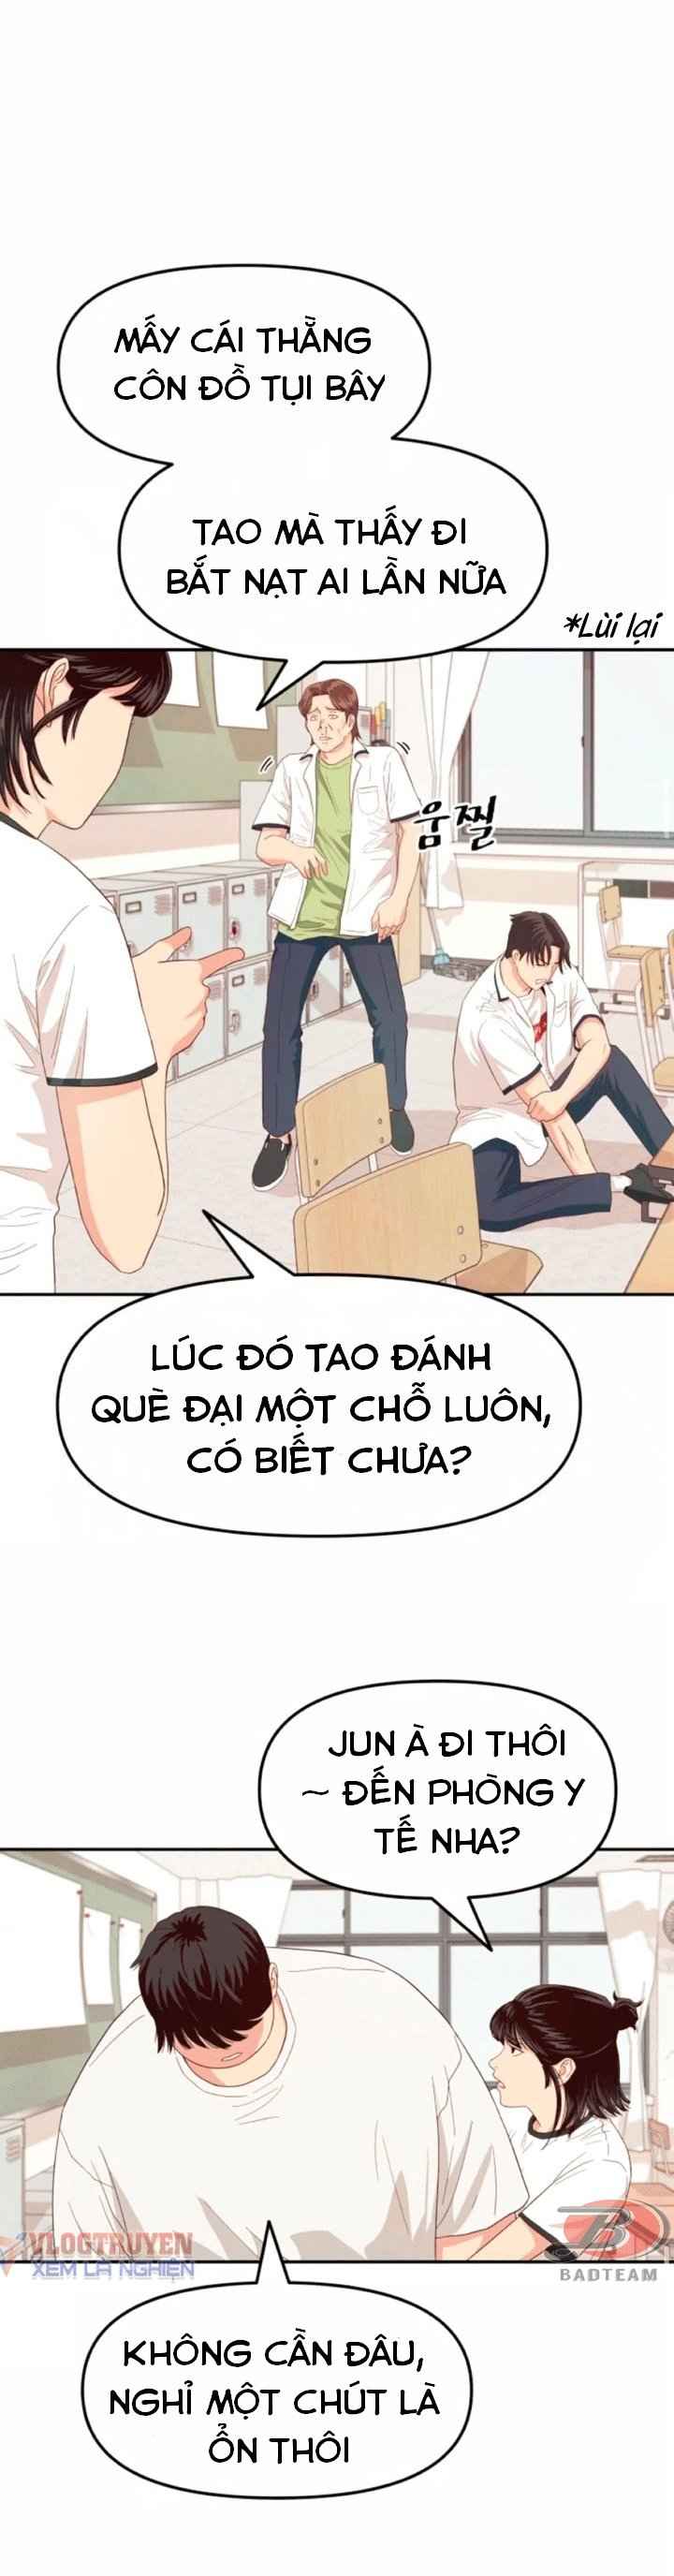 MẤY CÁI THẰNG
CÔN ĐỒ TỤI BÂY
TAO MÀ THẤY ĐI
BẮT NẠT AI LẦN NỮA
*Lùi lại
움찔
LÚC ĐÓ TAO ĐÁNH
QUÈ ĐẠI MỘT CHỖ LUÔN,
CÓ BIẾT CHƯA?
JUN À ĐI THÔI
~ ĐẾN PHÒNG Y
TẾ NHA?
VLOGTRUYEN
XEM LÀ NGHIỆN
B
BADTEAM
KHÔNG CẦN ĐÂU,
NGHỈ MỘT CHÚT LÀ
ỔN THÔI